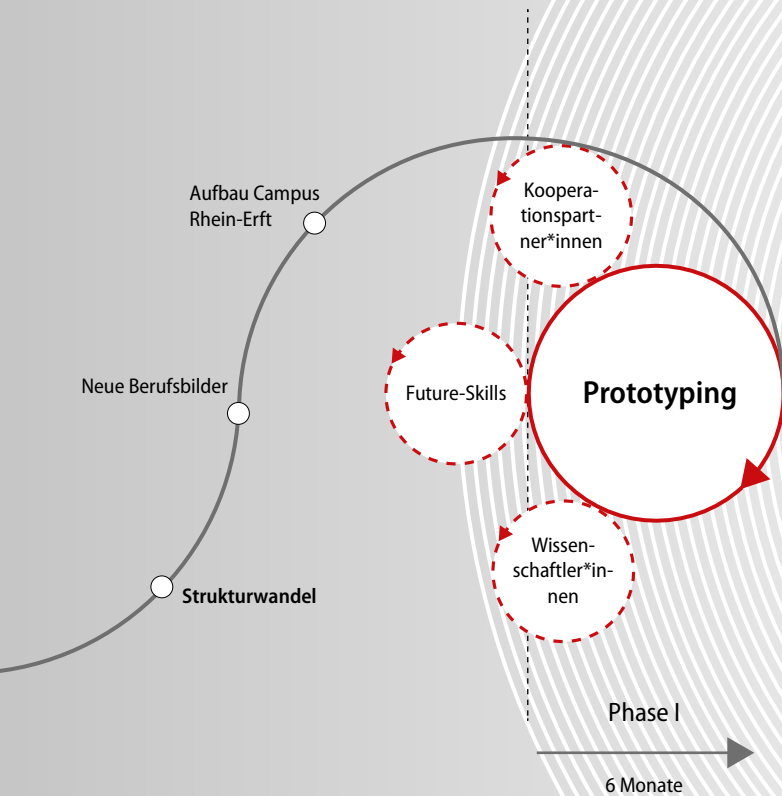 Aufbau Campus
Rhein-Erft
Koopera-
tionspart-
ner*innen
Neue Berufsbilder
Future-Skills
Prototyping
Wissen-
schaftler*in-
nen
Strukturwandel
Phase I
6 Monate